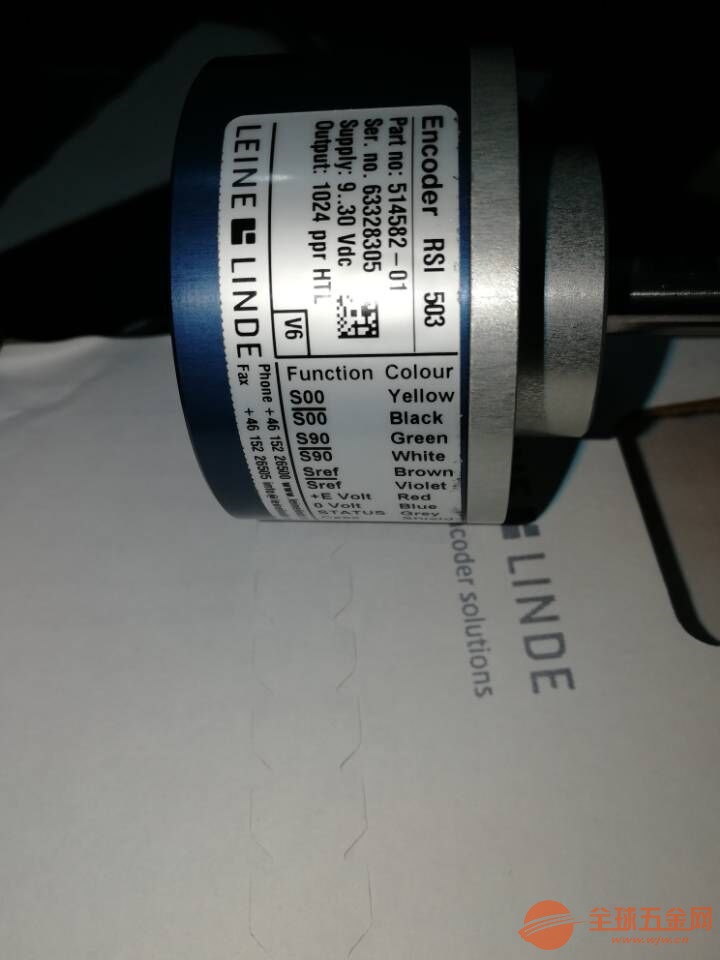 Encoder RSI 503
Part no: 514582-01
Ser. no. 63328305
Supply: 9..30 Vdc
Output: 1024 ppr HTL
V6
LEINE LINDE
Phone +46 152 26500
Fax +46 152 26505
Function Colour
S00 Yellow
S00 Black
S90 Green
S90 White
Sref Brown
Sref Violet
+E Volt Red
0 Volt Blue
STATUS Grey
Shield
LINDE
coder solutions
全球五金网